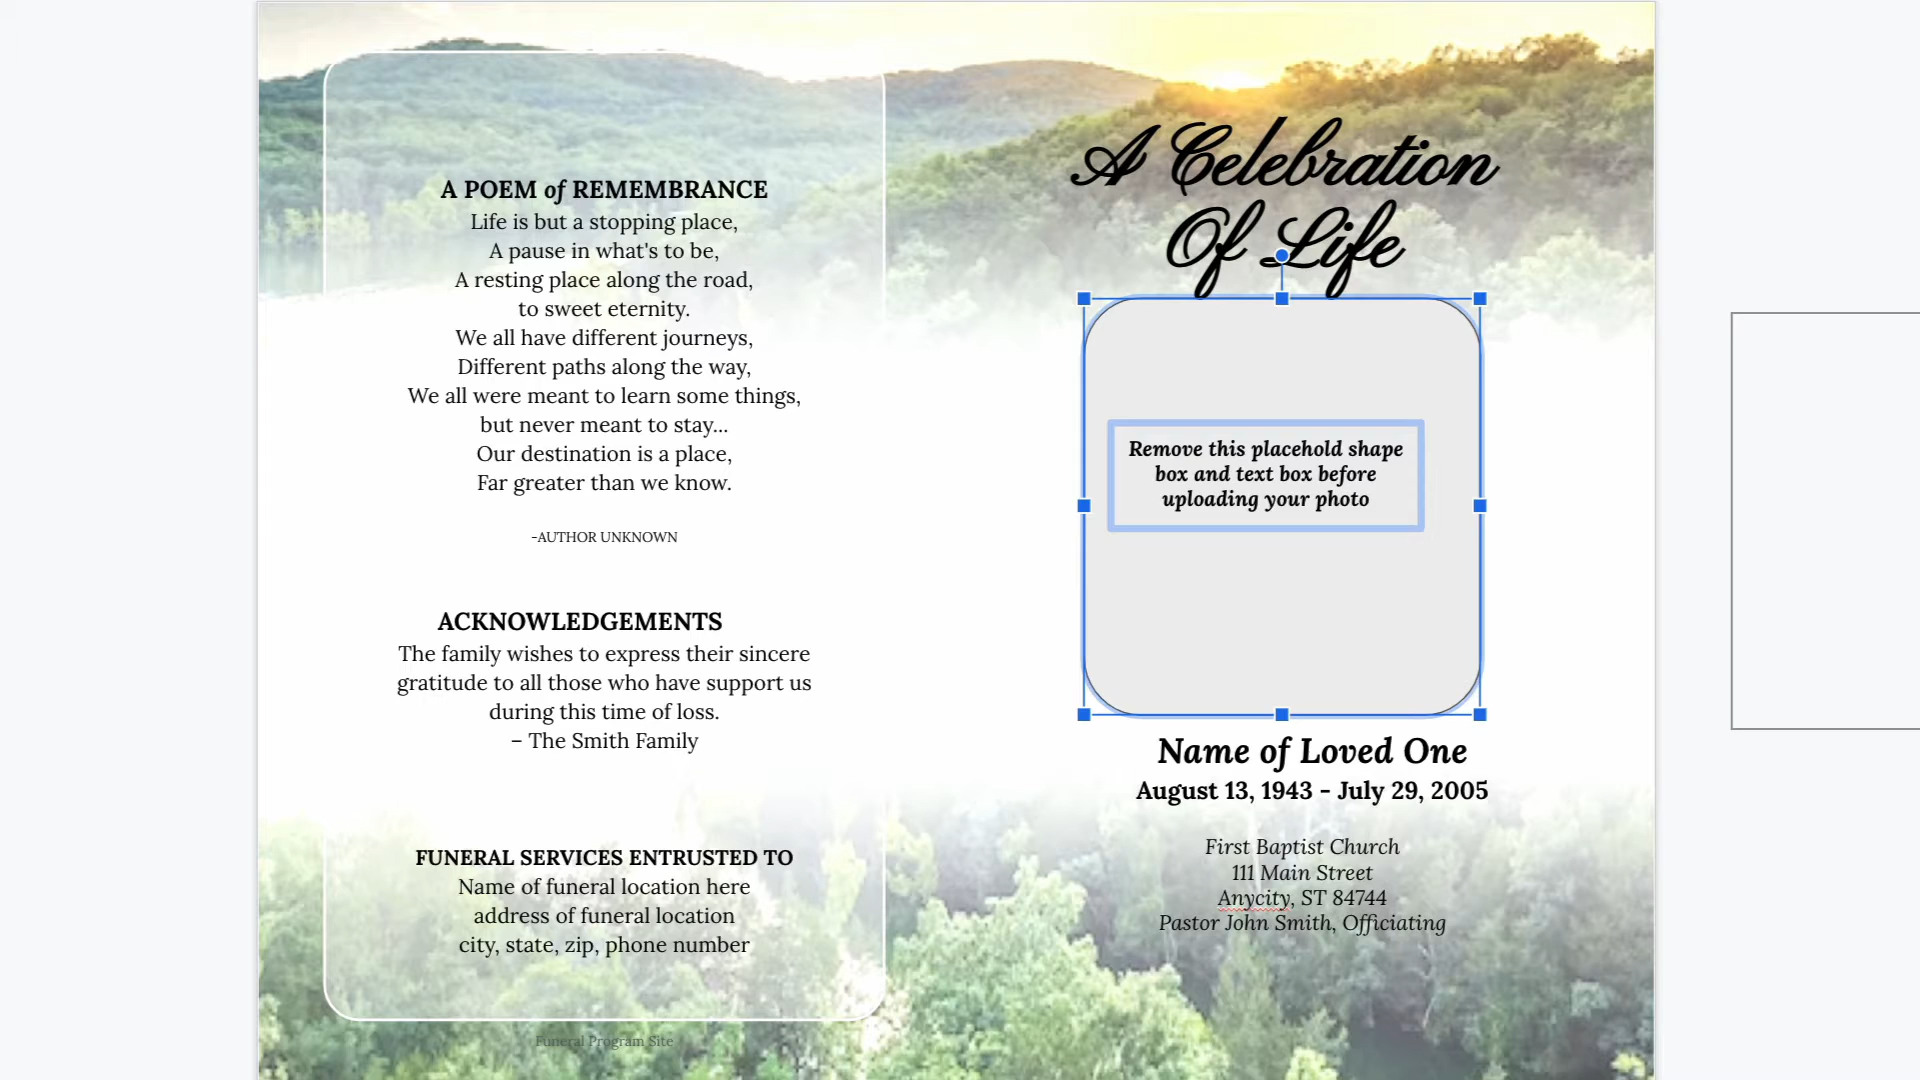 A POEM of REMEMBRANCE
Life is but a stopping place,
A pause in what's to be,
A resting place along the road,
to sweet eternity.
We all have different journeys,
Different paths along the way,
We all were meant to learn some things,
but never meant to stay...
Our destination is a place,
Far greater than we know.
-AUTHOR UNKNOWN
ACKNOWLEDGEMENTS
The family wishes to express their sincere
gratitude to all those who have support us
during this time of loss.
– The Smith Family
FUNERAL SERVICES ENTRUSTED TO
Name of funeral location here
address of funeral location
city, state, zip, phone number
Funeral Program Site
A Celebration
Of Life
Remove this placehold shape
box and text box before
uploading your photo
Name of Loved One
August 13, 1943 - July 29, 2005
First Baptist Church
111 Main Street
Anycity, ST 84744
Pastor John Smith, Officiating